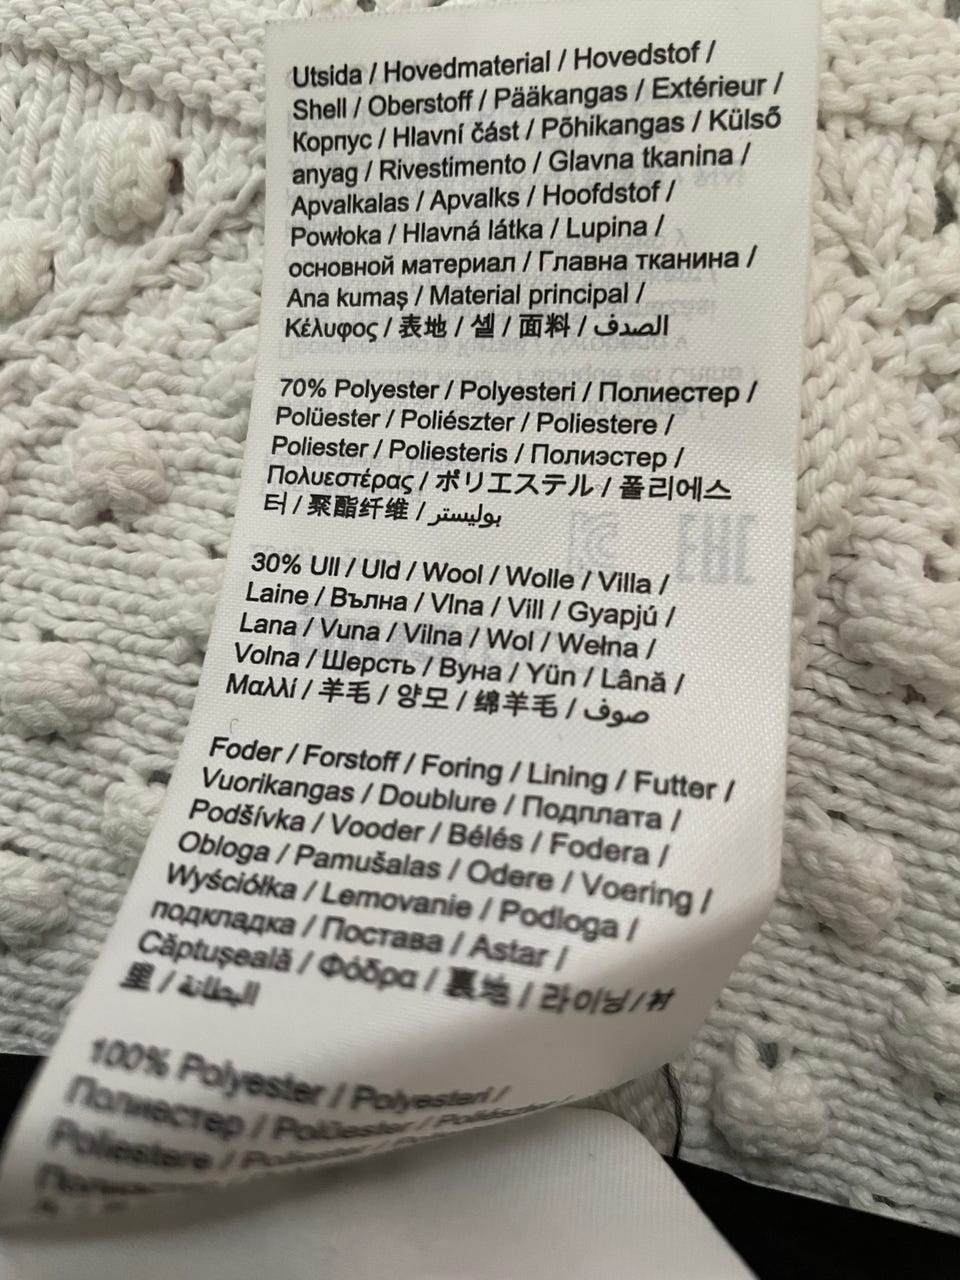 Utsida / Hovedmaterial / Hovedstof /
Shell / Oberstoff / Pääkangas / Extérieur /
Корпус / Hlavní část / Põhikangas / Külső
anyag / Rivestimento / Glavna tkanina /
Apvalkalas / Apvalks / Hoofdstof /
Powłoka / Hlavná látka / Lupina /
основной материал / Главна тканина /
Ana kumaş / Material principal /
Κέλυφος / 表地 / 셸 / 面料 / الصدف
70% Polyester / Polyesteri / Полиестер /
Polüester / Poliészter / Poliestere /
Poliester / Poliesteris / Полиэстер /
Πολυεστέρας / ポリエステル / 폴리에스
터 / 聚酯纤维 / بوليستر
30% Ull / Uld / Wool / Wolle / Villa /
Laine / Вълна / Vlna / Vill / Gyapjú /
Lana / Vuna / Vilna / Wol / Wełna /
Volna / Шерсть / Вуна / Yün / Lână /
Μαλλί / 羊毛 / 양모 / 绵羊毛 / صوف
Foder / Forstoff / Foring / Lining / Futter /
Vuorikangas / Doublure / Подплата /
Podšívka / Vooder / Bélés / Fodera /
Obloga / Pamušalas / Odere / Voering /
Wyściółka / Lemovanie / Podloga /
подкладка / Постава / Astar /
Căptuşeală / Φόδρα / 裏地 / 라이닝 / 衬
里 / البطانة
100% Polyester / Polyesteri /
Полиестер / Polüester / Poliészter /
Poliestere /